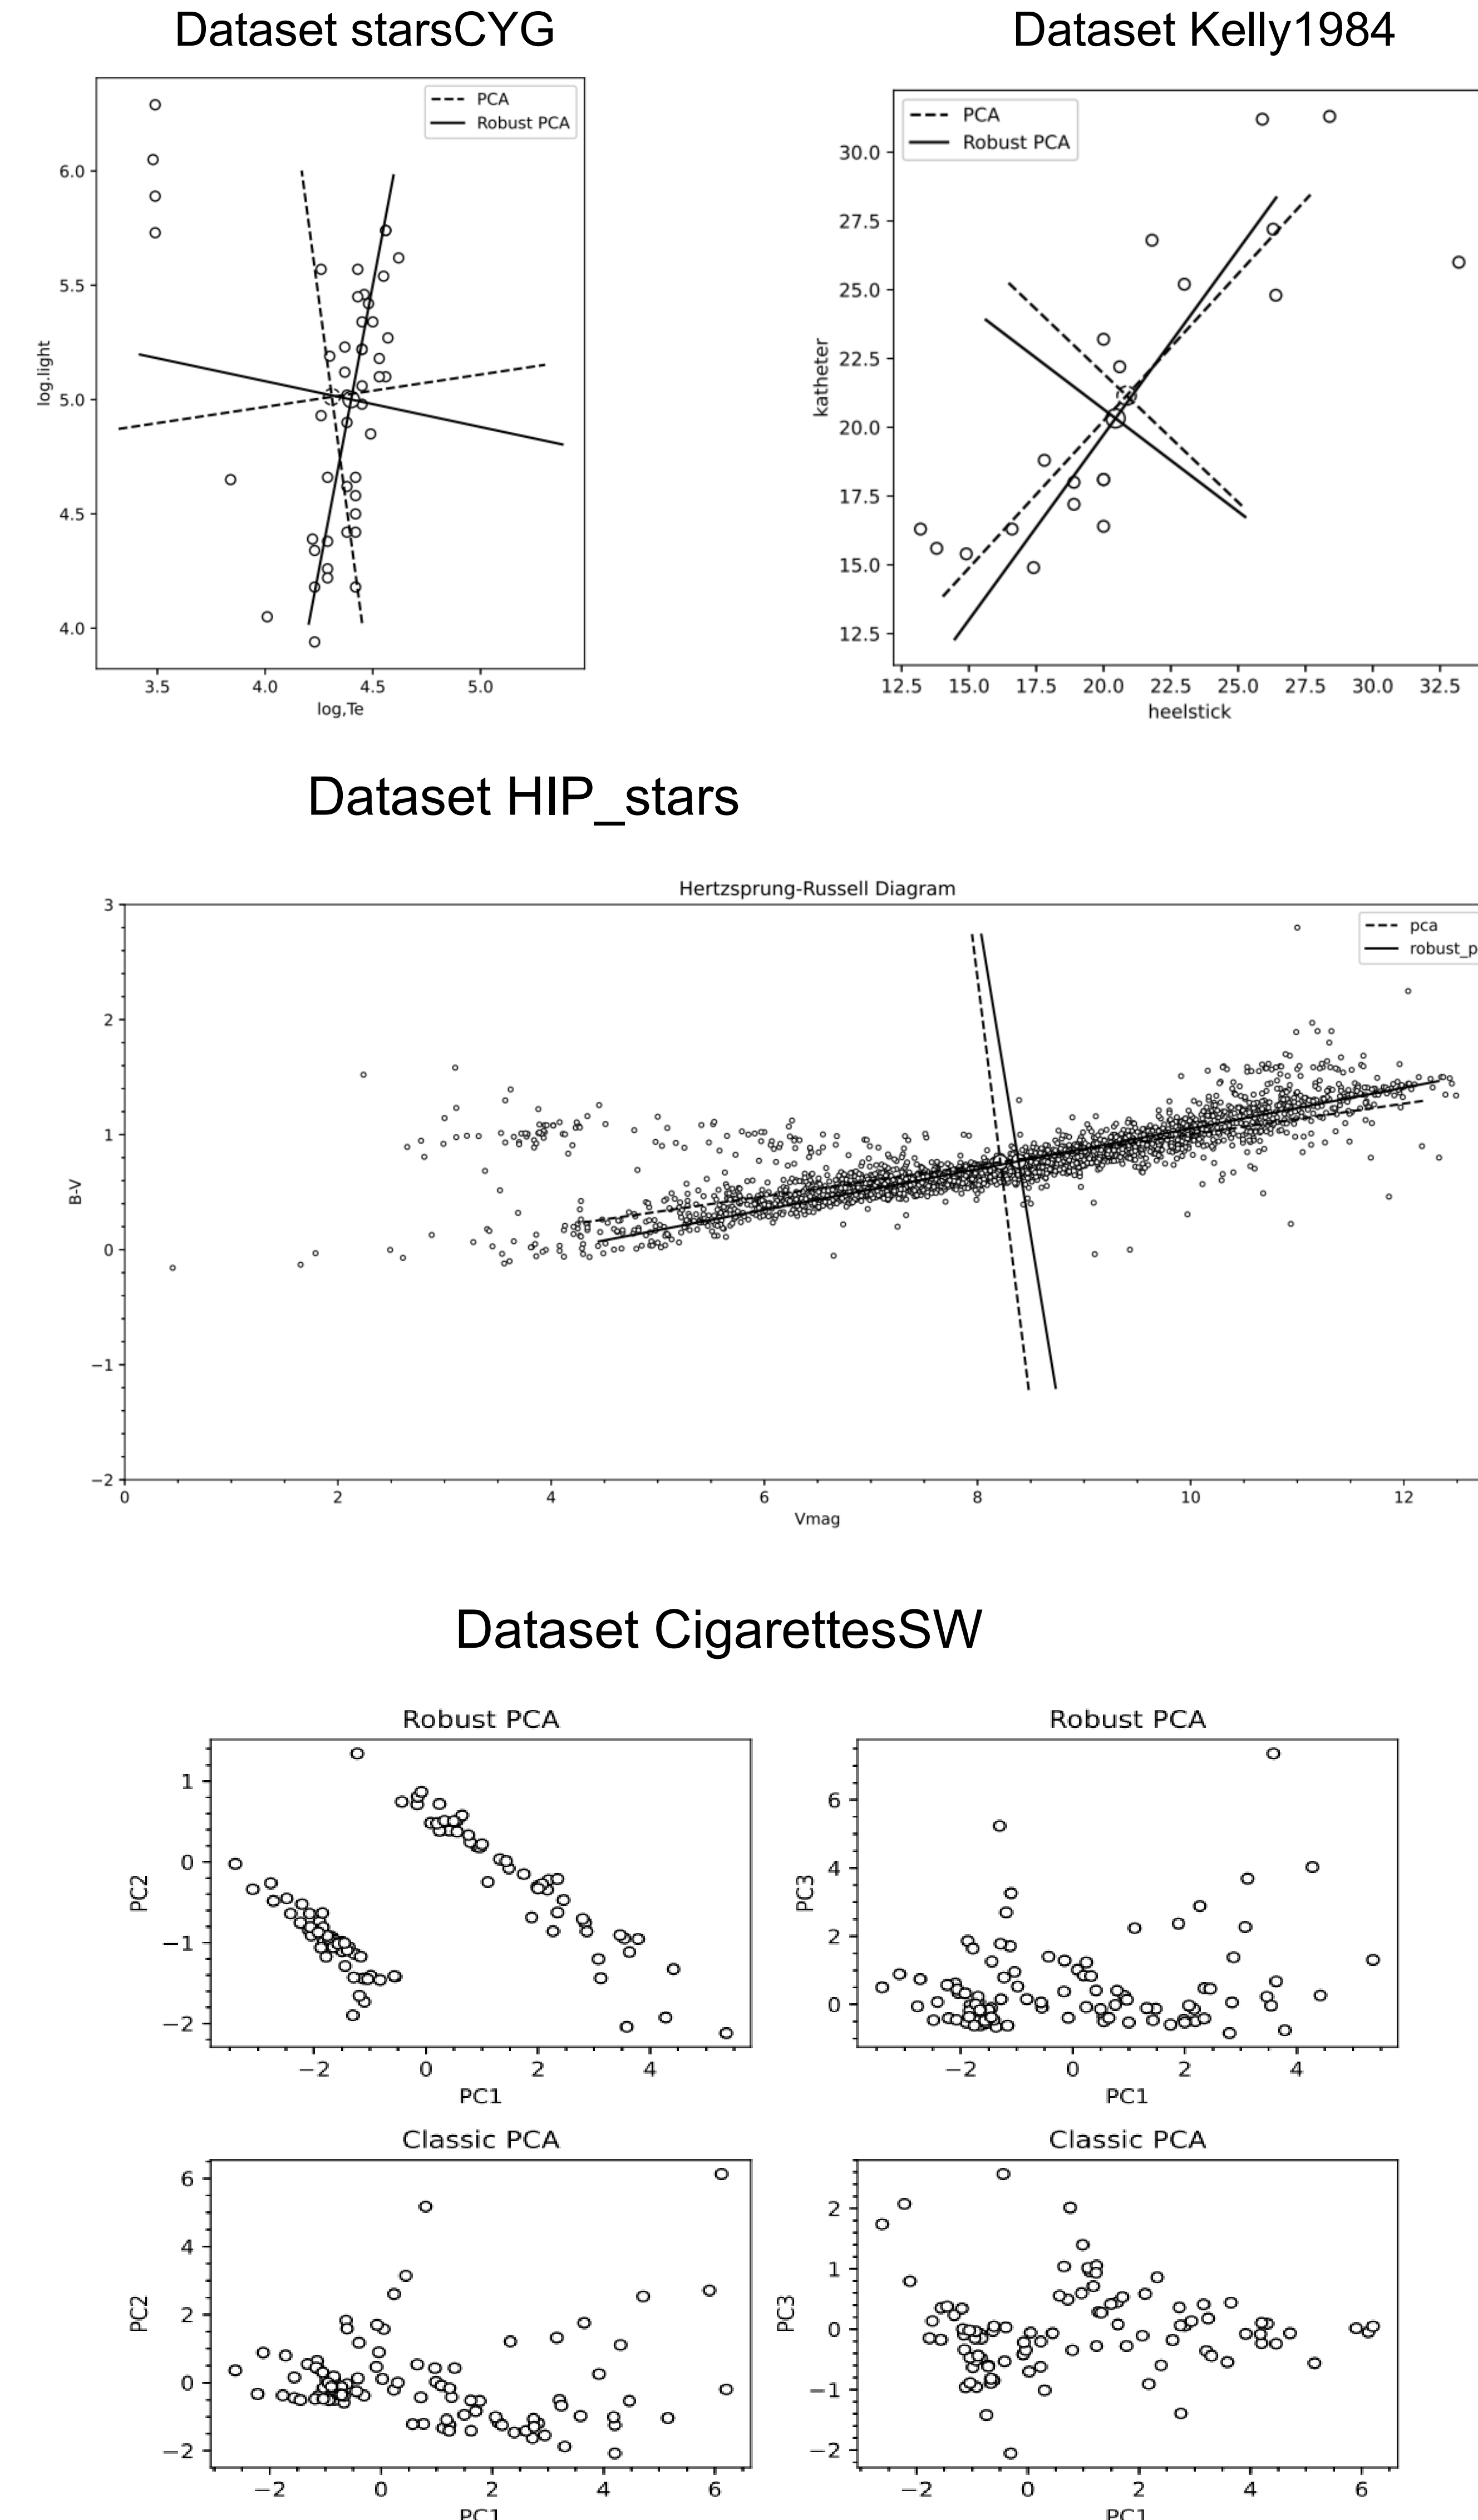 Dataset starsCYG
Dataset Kelly1984
PCA
Robust PCA
6.0
5.5
5.0
4.5
4.0
log.light
3.5 4.0 4.5 5.0
log,Te
PCA
Robust PCA
30.0
27.5
25.0
22.5
20.0
17.5
15.0
12.5
katheter
12.5 15.0 17.5 20.0 22.5 25.0 27.5 30.0 32.5
heelstick
Dataset HIP_stars
Hertzsprung-Russell Diagram
pca
robust_p
3
2
1
0
−1
−2
B-V
0 2 4 6 8 10 12
Vmag
Dataset CigarettesSW
Robust PCA
1
0
−1
−2
PC2
−2 0 2 4
PC1
Robust PCA
6
4
2
0
PC3
−2 0 2 4
PC1
Classic PCA
6
4
2
0
−2
PC2
−2 0 2 4 6
PC1
Classic PCA
2
1
0
−1
−2
PC3
−2 0 2 4 6
PC1